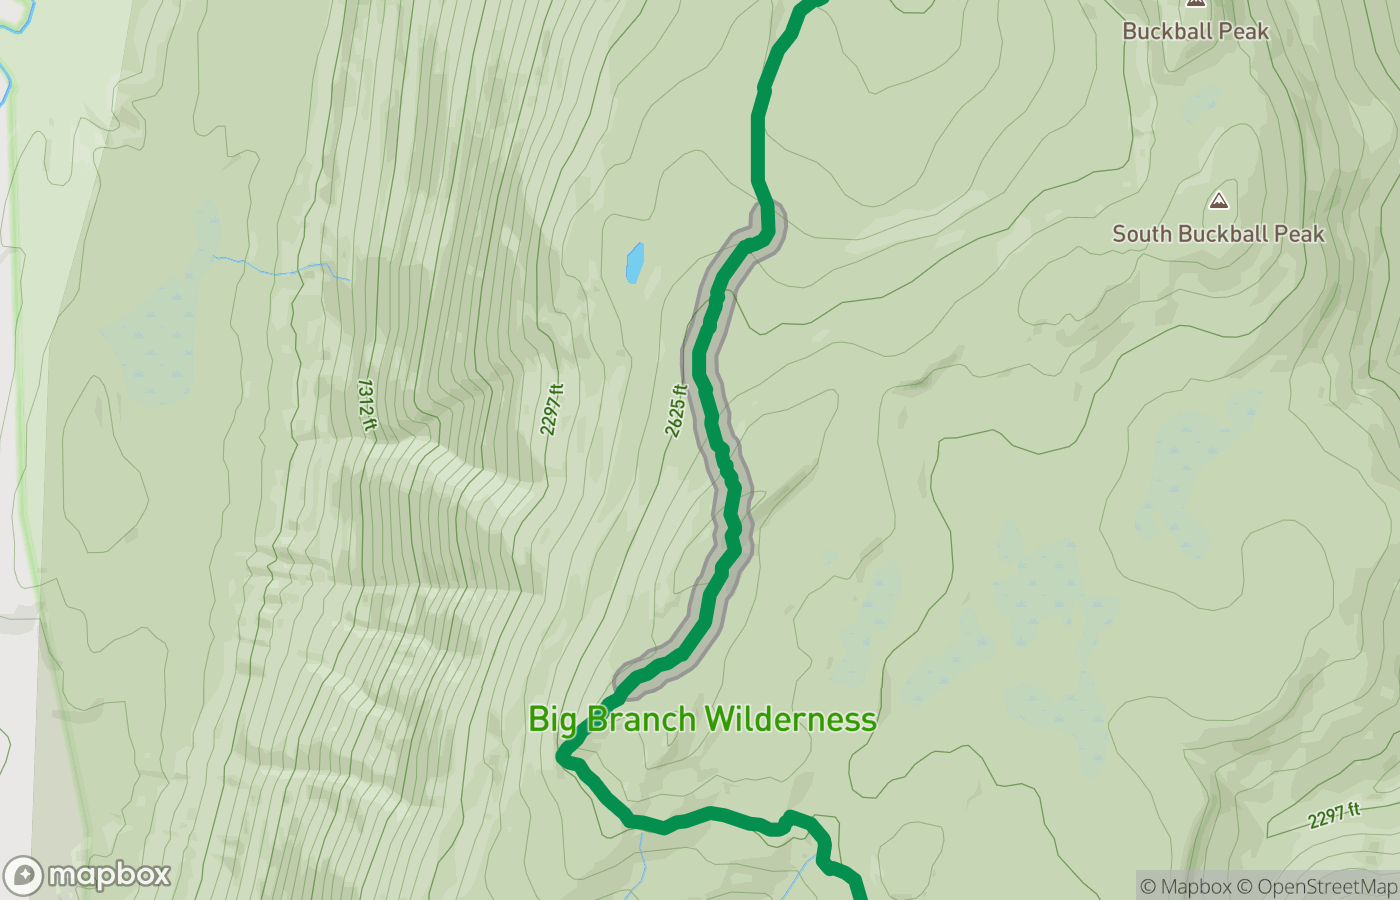 Buckball Peak
South Buckball Peak
1312 ft
2297 ft
2625 ft
Big Branch Wilderness
2297 ft
mapbox
© Mapbox © OpenStreetMap